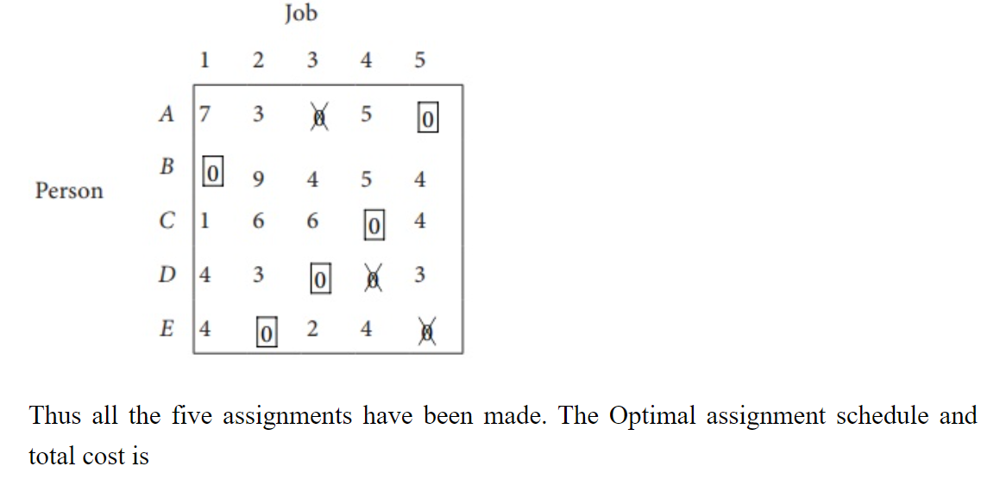 Job
1 2 3 4 5
A 7 3 0 5 0
B 0 9 4 5 4
Person
C 1 6 6 0 4
D 4 3 0 0 3
E 4 0 2 4 0
Thus all the five assignments have been made. The Optimal assignment schedule and
total cost is